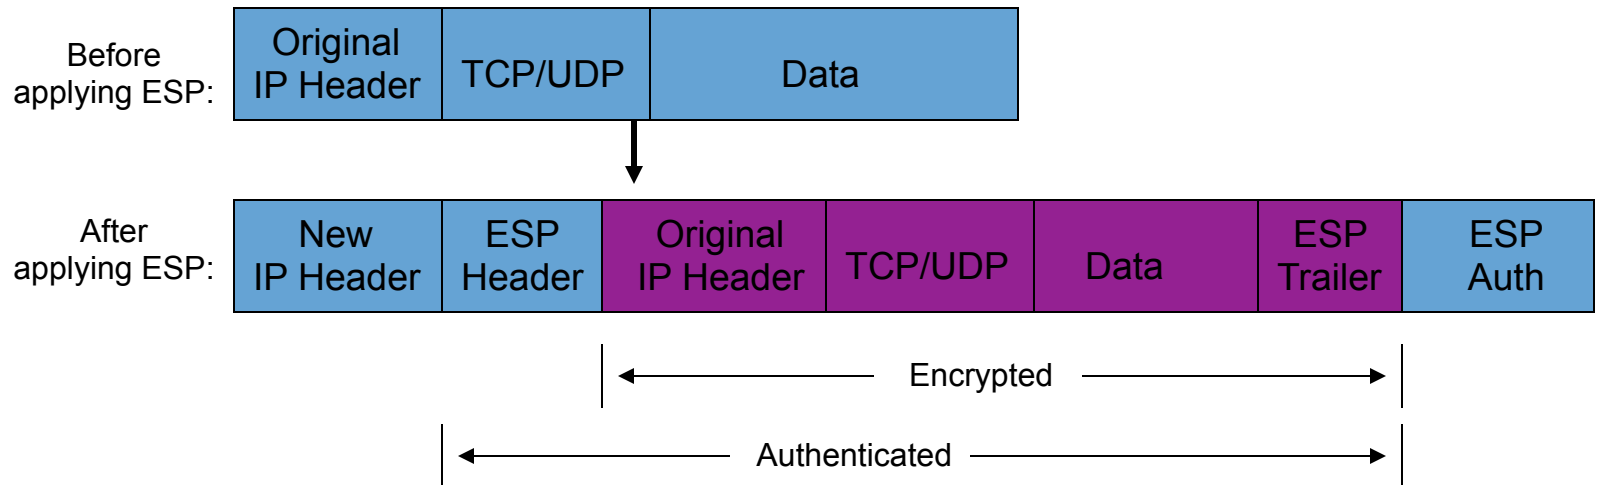 Before
applying ESP:
Original
IP Header
TCP/UDP
Data
After
applying ESP:
New
IP Header
ESP
Header
Original
IP Header
TCP/UDP
Data
ESP
Trailer
ESP
Auth
Encrypted
Authenticated